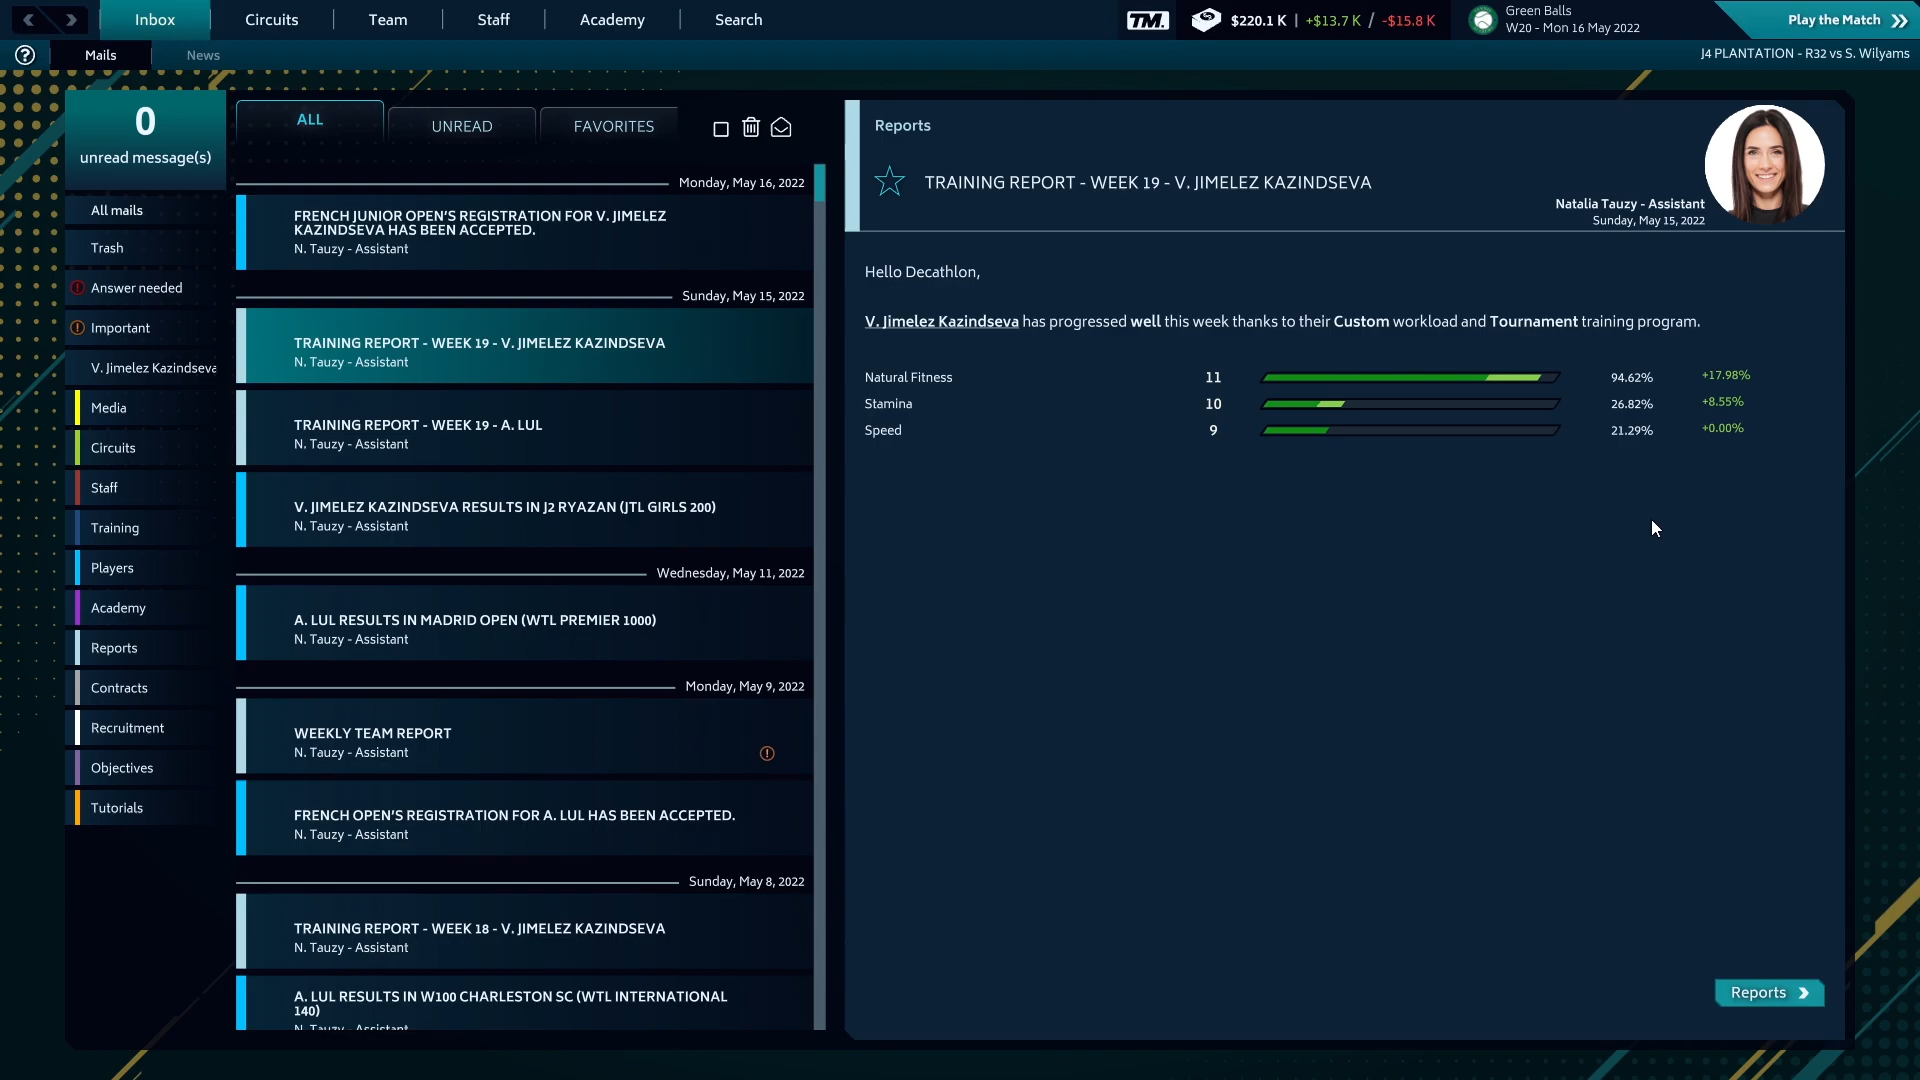 Inbox
Circuits
Team
Staff
Academy
Search
TM.
$220.1 K | +$13.7 K / -$15.8 K
Green Balls
W20 - Mon 16 May 2022
Play the Match
Mails
News
J4 PLANTATION - R32 vs S. Wilyams
0
unread message(s)
All mails
Trash
Answer needed
Important
V. Jimelez Kazindseva
Media
Circuits
Staff
Training
Players
Academy
Reports
Contracts
Recruitment
Objectives
Tutorials
ALL
UNREAD
FAVORITES
Monday, May 16, 2022
FRENCH JUNIOR OPEN'S REGISTRATION FOR V. JIMELEZ
KAZINDSEVA HAS BEEN ACCEPTED.
N. Tauzy - Assistant
Sunday, May 15, 2022
TRAINING REPORT - WEEK 19 - V. JIMELEZ KAZINDSEVA
N. Tauzy - Assistant
TRAINING REPORT - WEEK 19 - A. LUL
N. Tauzy - Assistant
V. JIMELEZ KAZINDSEVA RESULTS IN J2 RYAZAN (JTL GIRLS 200)
N. Tauzy - Assistant
Wednesday, May 11, 2022
A. LUL RESULTS IN MADRID OPEN (WTL PREMIER 1000)
N. Tauzy - Assistant
Monday, May 9, 2022
WEEKLY TEAM REPORT
N. Tauzy - Assistant
FRENCH OPEN'S REGISTRATION FOR A. LUL HAS BEEN ACCEPTED.
N. Tauzy - Assistant
Sunday, May 8, 2022
TRAINING REPORT - WEEK 18 - V. JIMELEZ KAZINDSEVA
N. Tauzy - Assistant
A. LUL RESULTS IN W100 CHARLESTON SC (WTL INTERNATIONAL
140)
N. Tauzy - Assistant
Reports
TRAINING REPORT - WEEK 19 - V. JIMELEZ KAZINDSEVA
Natalia Tauzy - Assistant
Sunday, May 15, 2022
Hello Decathlon,
V. Jimelez Kazindseva has progressed well this week thanks to their Custom workload and Tournament training program.
Natural Fitness 11 94.62% +17.98%
Stamina 10 26.82% +8.55%
Speed 9 21.29% +0.00%
Reports